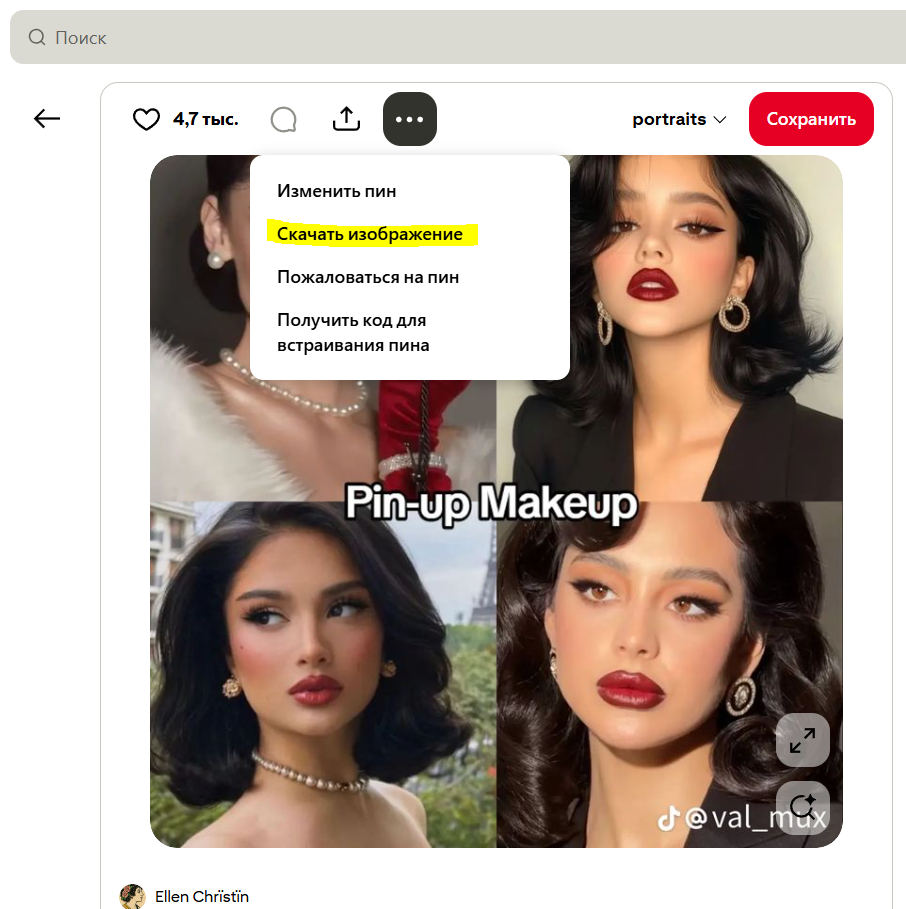 Поиск
4,7 тыс.
portraits
Сохранить
Изменить пин
Скачать изображение
Пожаловаться на пин
Получить код для
встраивания пина
Pin-up Makeup
@val_mux
Ellen Chrïstïn